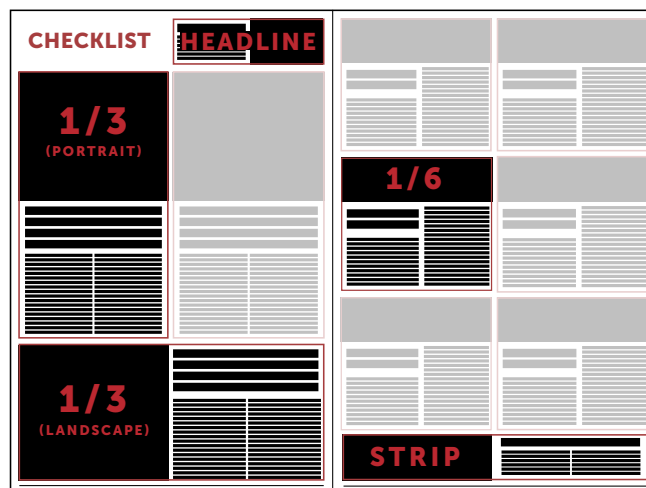 CHECKLIST
HEADLINE
1/3
(PORTRAIT)
1/3
(LANDSCAPE)
1/6
STRIP